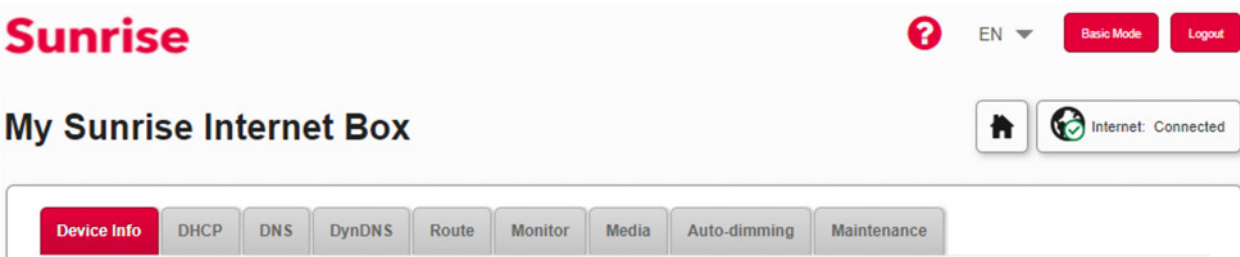 Sunrise
? EN Basic Mode Logout
My Sunrise Internet Box
Internet: Connected
Device Info DHCP DNS DynDNS Route Monitor Media Auto-dimming Maintenance